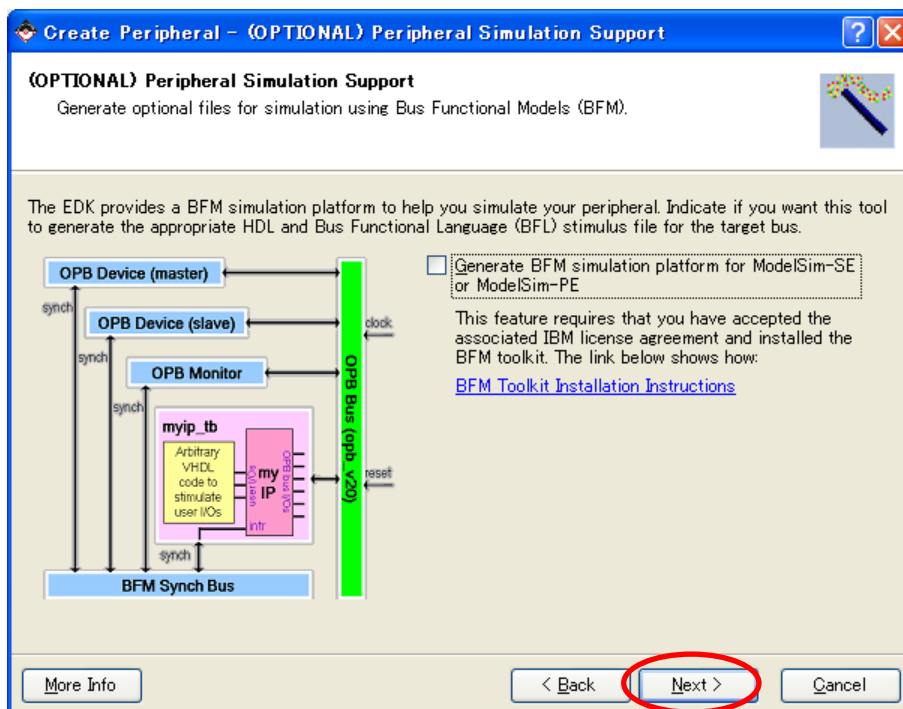 Create Peripheral - (OPTIONAL) Peripheral Simulation Support
(OPTIONAL) Peripheral Simulation Support
Generate optional files for simulation using Bus Functional Models (BFM).
The EDK provides a BFM simulation platform to help you simulate your peripheral. Indicate if you want this tool
to generate the appropriate HDL and Bus Functional Language (BFL) stimulus file for the target bus.
OPB Device (master)
synch
OPB Device (slave)
synch
OPB Monitor
synch
myip_tb
Arbitrary
VHDL
code to
stimulate
user I/Os
user I/Os
my
IP
OPB bus I/Os
intr
synch
BFM Synch Bus
OPB Bus (opb_v20)
clock
reset
Generate BFM simulation platform for ModelSim-SE
or ModelSim-PE
This feature requires that you have accepted the
associated IBM license agreement and installed the
BFM toolkit. The link below shows how:
BFM Toolkit Installation Instructions
More Info
< Back
Next >
Cancel